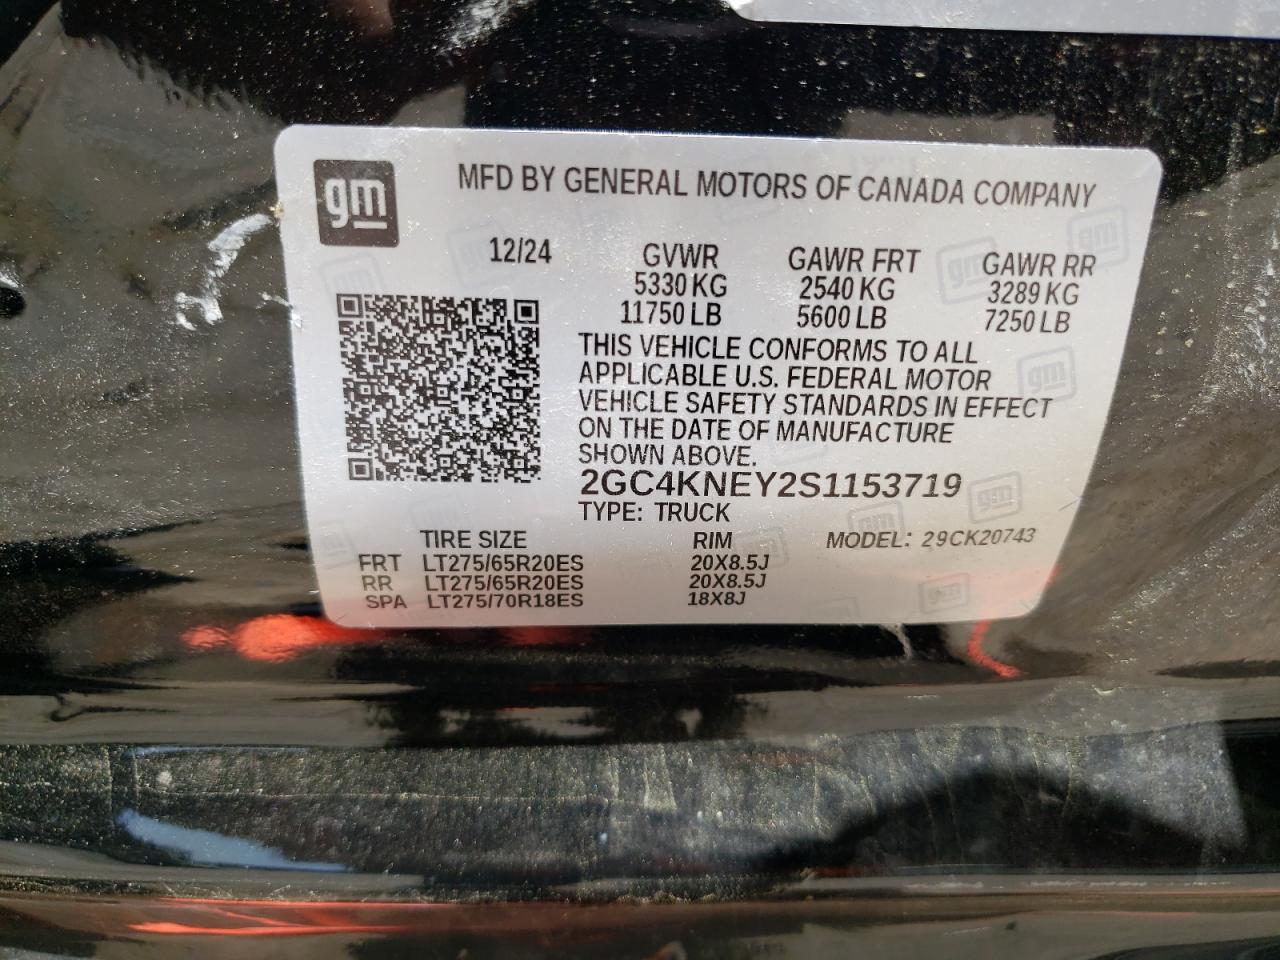 gm
MFD BY GENERAL MOTORS OF CANADA COMPANY
12/24 GVWR GAWR FRT GAWR RR
5330 KG 2540 KG 3289 KG
11750 LB 5600 LB 7250 LB
THIS VEHICLE CONFORMS TO ALL
APPLICABLE U.S. FEDERAL MOTOR
VEHICLE SAFETY STANDARDS IN EFFECT
ON THE DATE OF MANUFACTURE
SHOWN ABOVE.
2GC4KNEY2S1153719
TYPE: TRUCK
TIRE SIZE RIM MODEL: 29CK20743
FRT LT275/65R20ES 20X8.5J
RR LT275/65R20ES 20X8.5J
SPA LT275/70R18ES 18X8J